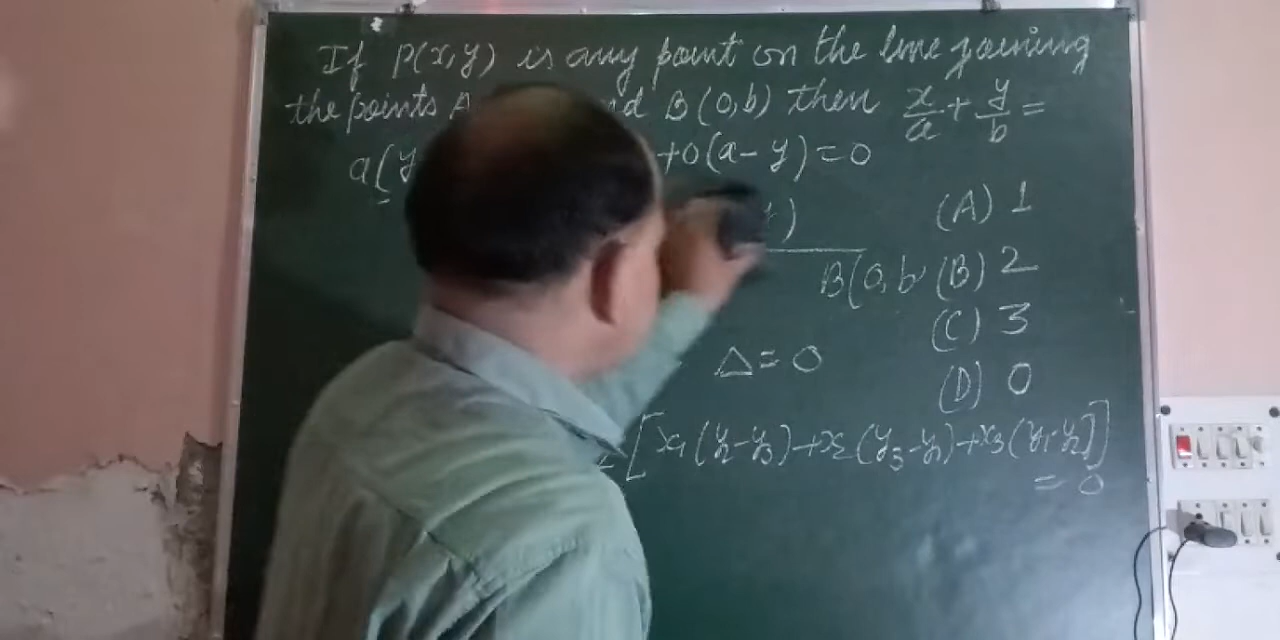 If P(x,y) is any point on the line joining
the points A B(0,b) then x/a + y/b =
a(y +0(a-y)=0
(A) 1
B(0,b (B) 2
(C) 3
Δ=0
(D) 0
[x₁(y₂-y₃)+x₂(y₃-y₁)+x₃(y₁-y₂)]
=0